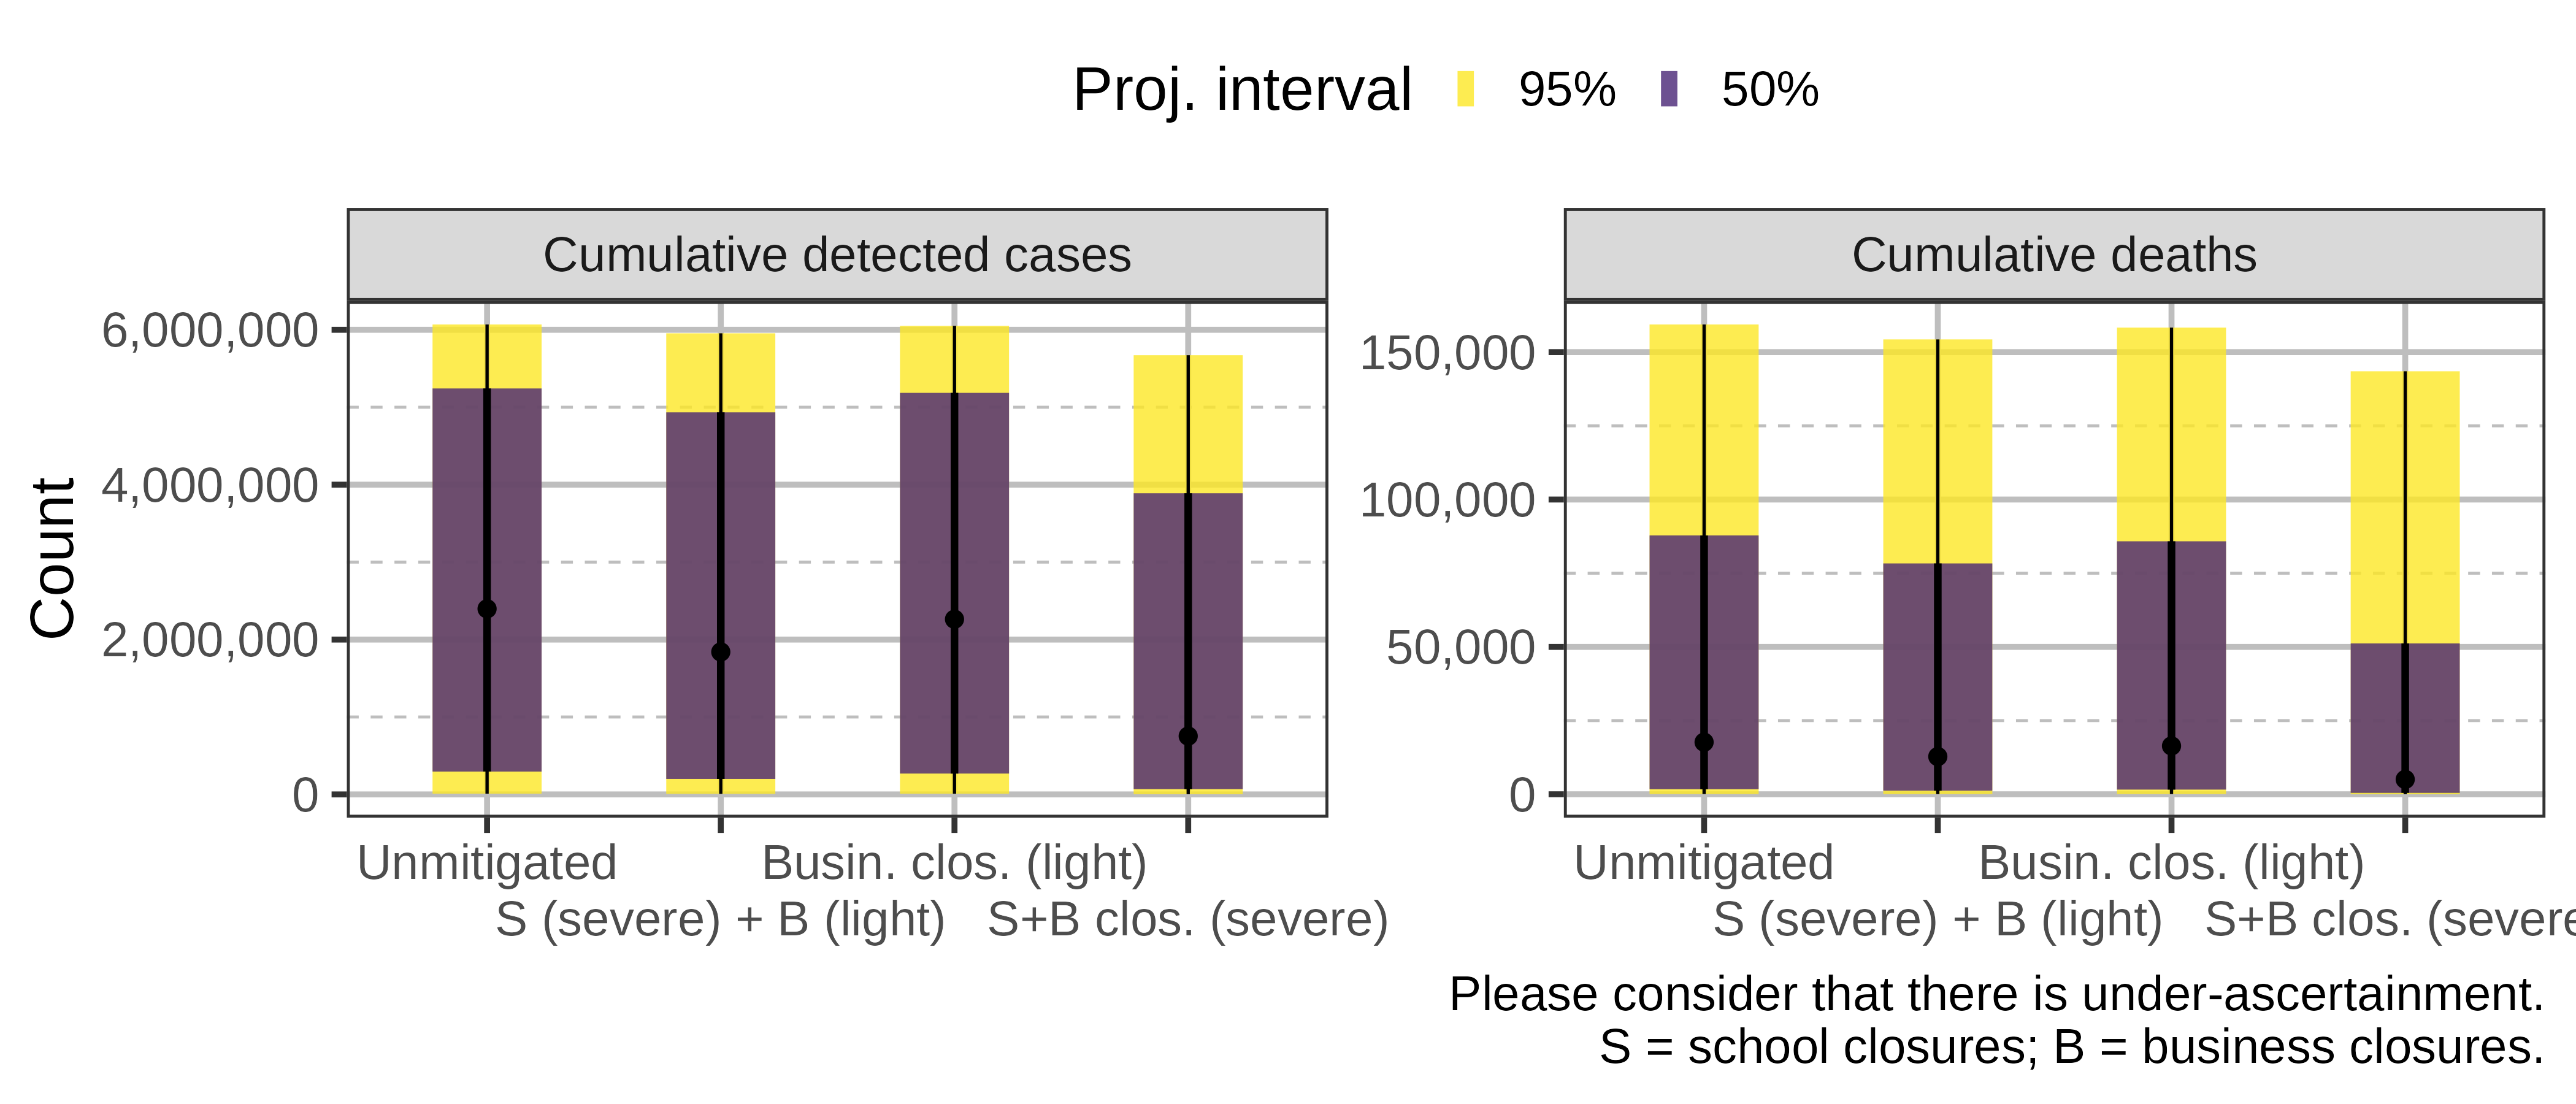 Proj. interval 95% 50%
Cumulative detected cases
Cumulative deaths
Count
6,000,000
4,000,000
2,000,000
0
150,000
100,000
50,000
0
Unmitigated Busin. clos. (light)
S (severe) + B (light) S+B clos. (severe)
Unmitigated Busin. clos. (light)
S (severe) + B (light) S+B clos. (severe
Please consider that there is under-ascertainment.
S = school closures; B = business closures.